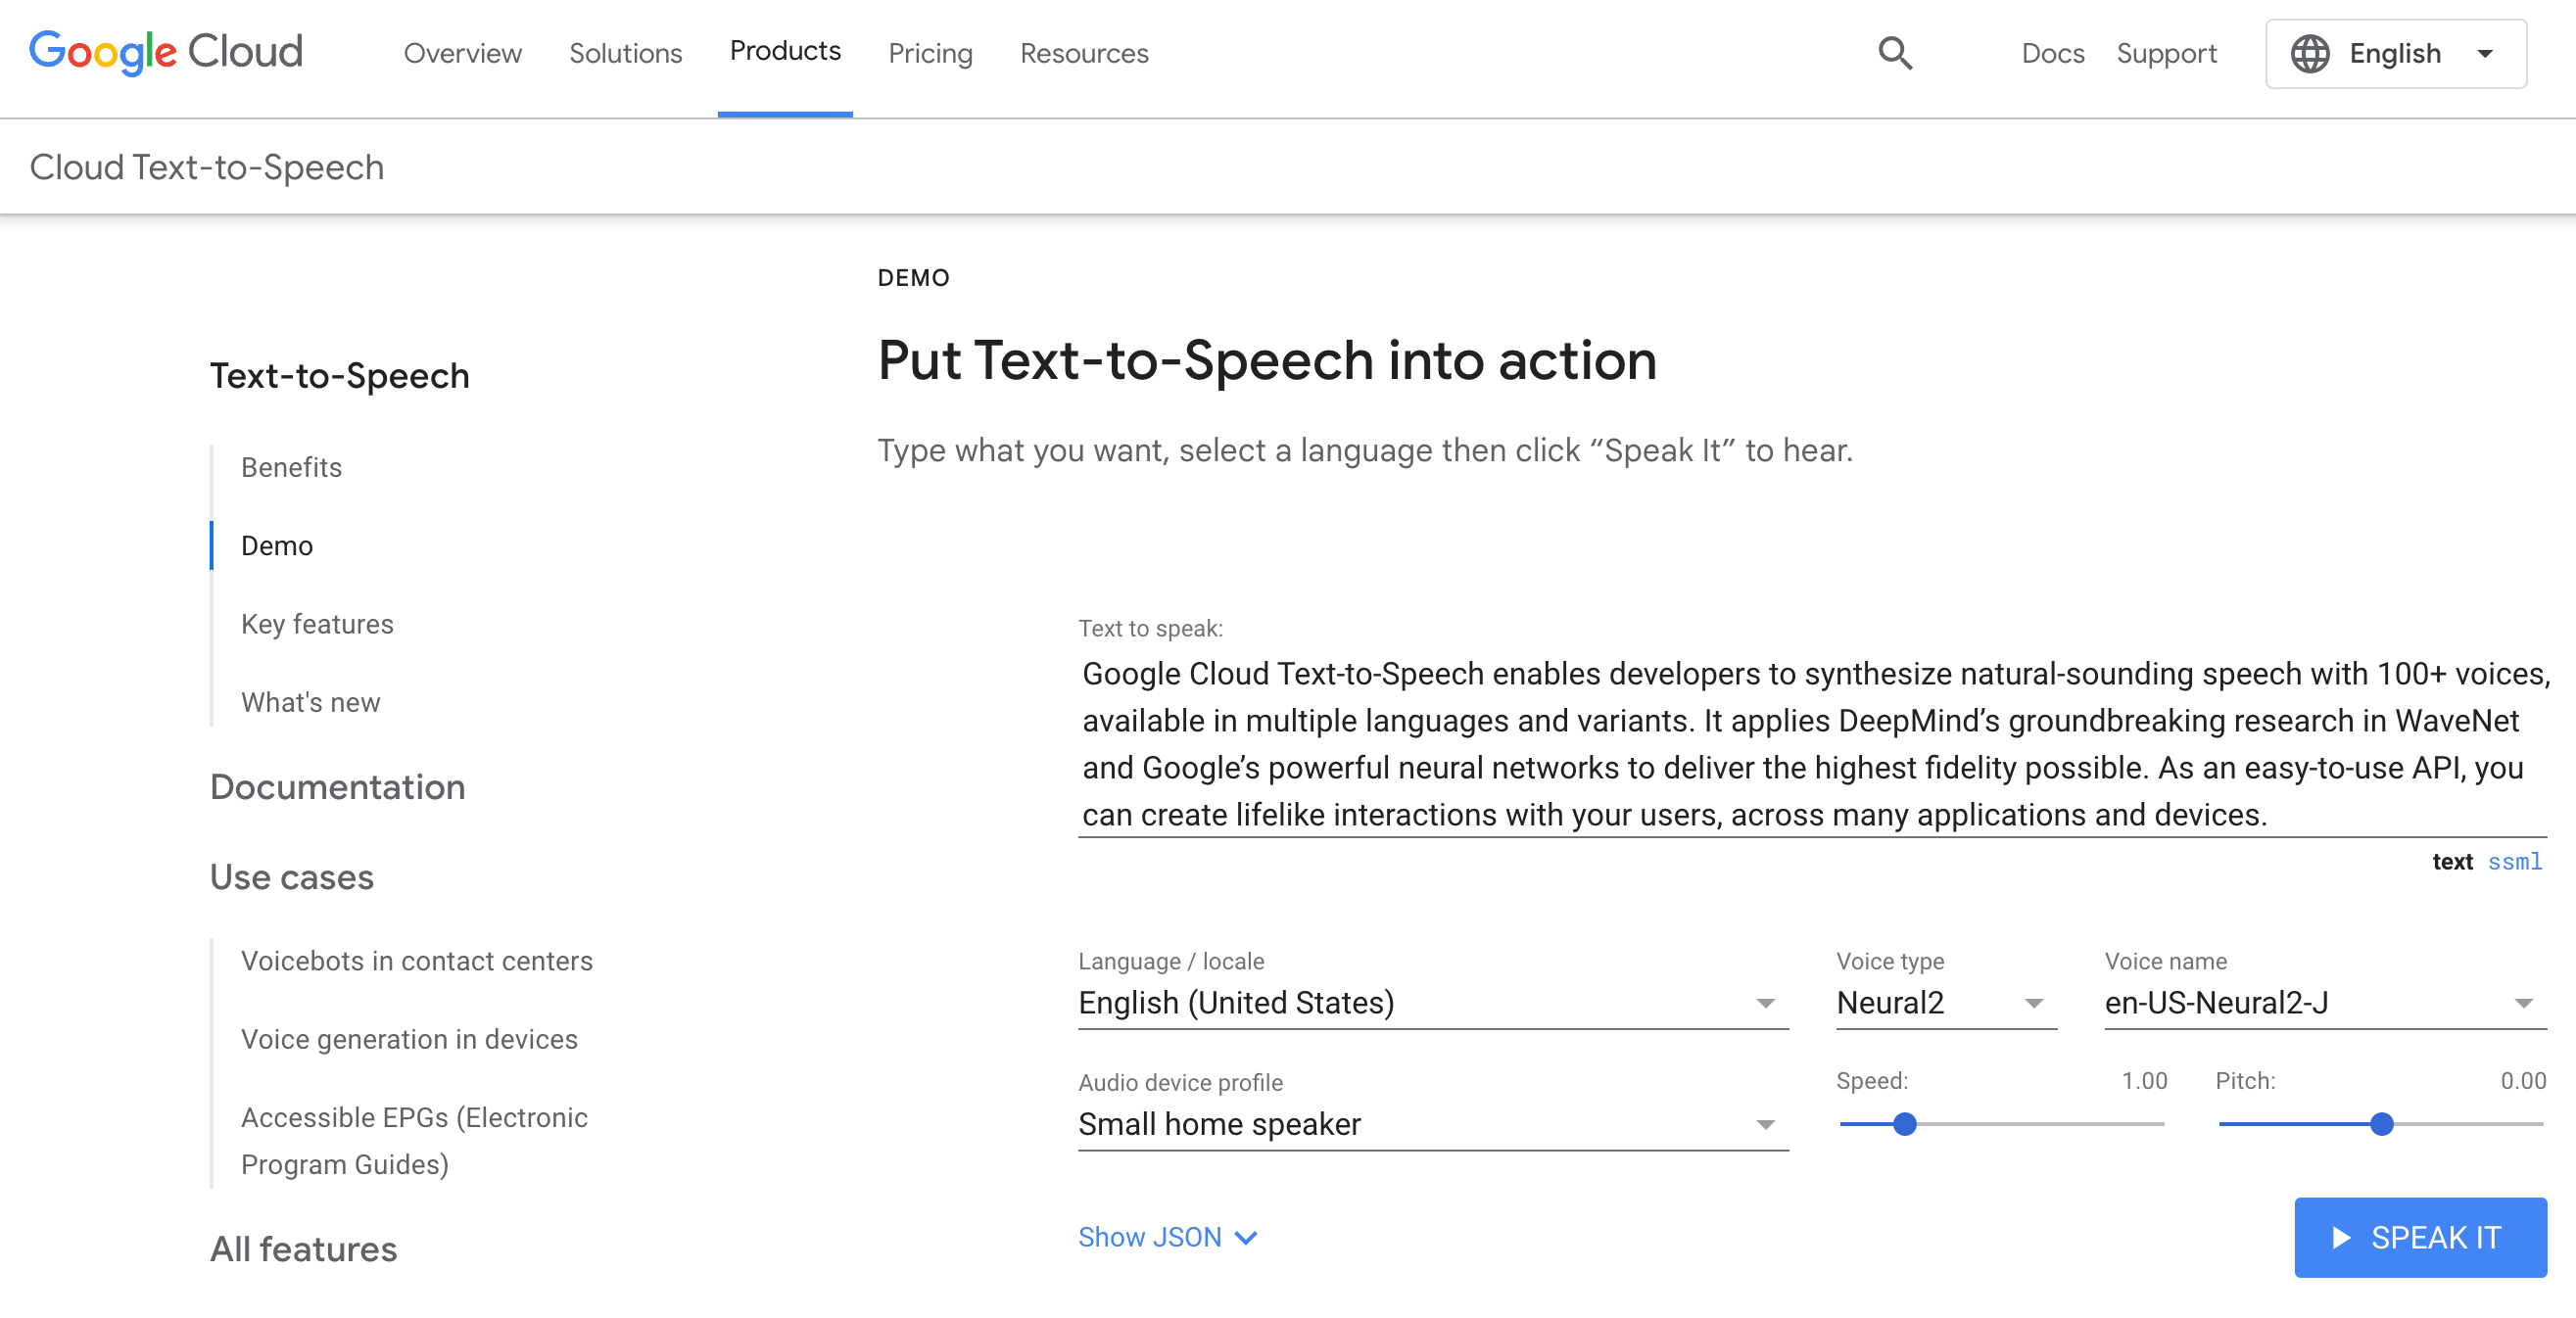 Google Cloud
Overview
Solutions
Products
Pricing
Resources
Docs
Support
English
Cloud Text-to-Speech
Text-to-Speech
Benefits
Demo
Key features
What's new
Documentation
Use cases
Voicebots in contact centers
Voice generation in devices
Accessible EPGs (Electronic
Program Guides)
All features
DEMO
Put Text-to-Speech into action
Type what you want, select a language then click “Speak It” to hear.
Text to speak:
Google Cloud Text-to-Speech enables developers to synthesize natural-sounding speech with 100+ voices,
available in multiple languages and variants. It applies DeepMind’s groundbreaking research in WaveNet
and Google’s powerful neural networks to deliver the highest fidelity possible. As an easy-to-use API, you
can create lifelike interactions with your users, across many applications and devices.
text ssml
Language / locale
English (United States)
Voice type
Neural2
Voice name
en-US-Neural2-J
Audio device profile
Small home speaker
Speed: 1.00
Pitch: 0.00
Show JSON
SPEAK IT